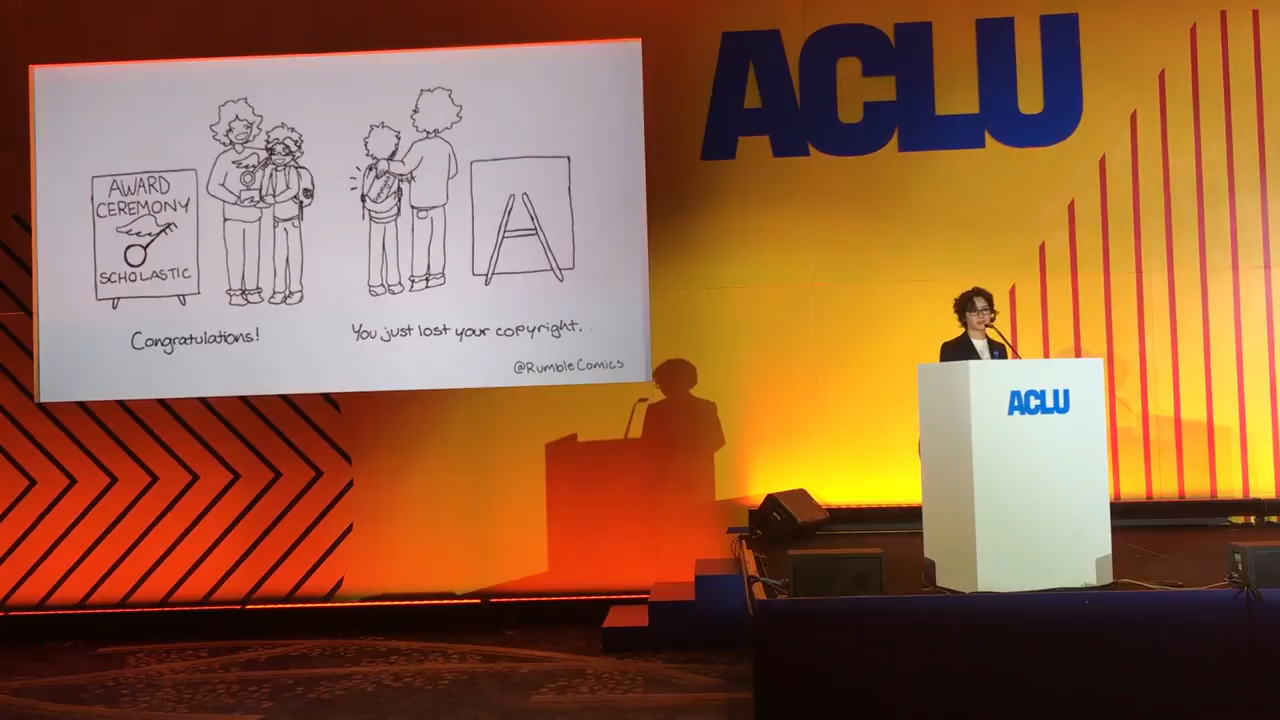 AWARD
CEREMONY
SCHOLASTIC
Congratulations!
You just lost your copyright.
@RumbleComics
ACLU
ACLU